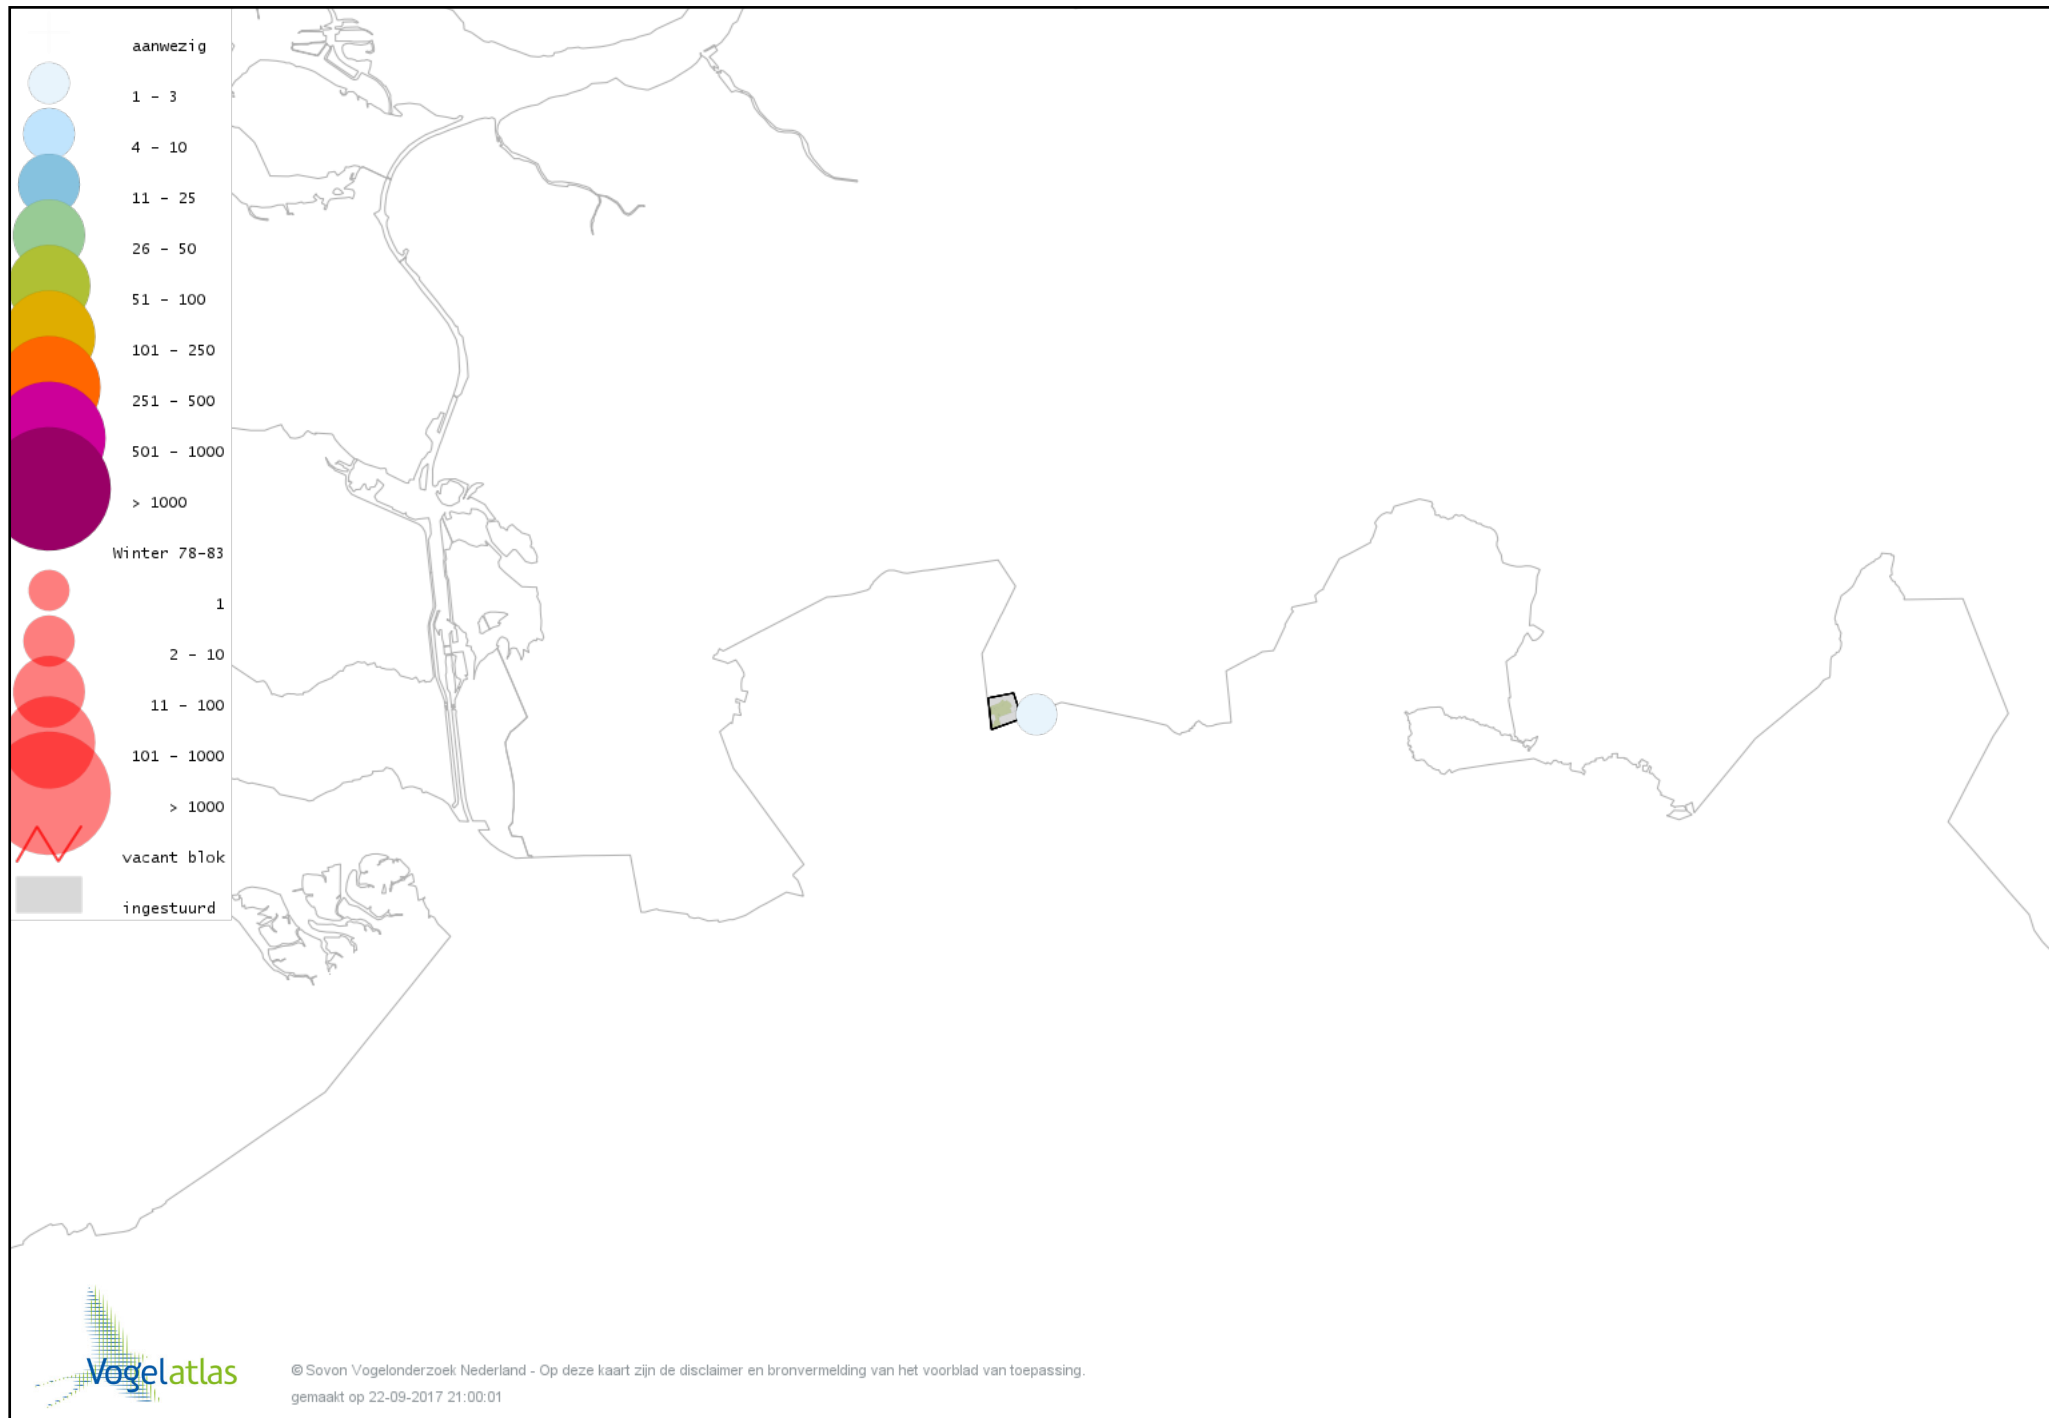 aanwezig
1 - 3
4 - 10
11 - 25
26 - 50
51 - 100
101 - 250
251 - 500
501 - 1000
> 1000
Winter 78-83
1
2 - 10
11 - 100
101 - 1000
> 1000
vacant blok
ingestuurd
Vogelatlas
© Sovon Vogelonderzoek Nederland - Op deze kaart zijn de disclaimer en bronvermelding van het voorblad van toepassing.
gemaakt op 22-09-2017 21:00:01